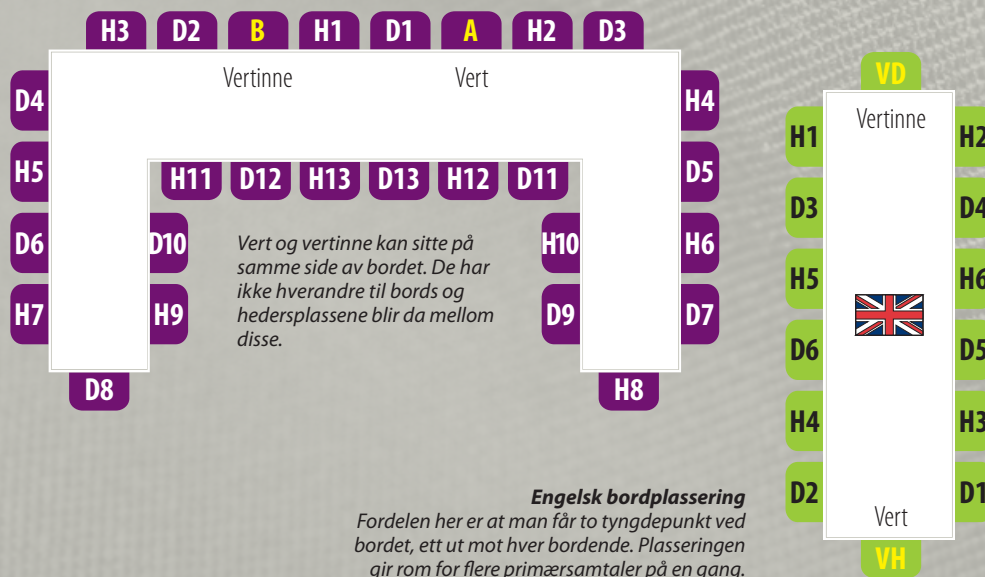 H3 D2 B H1 D1 A H2 D3
Vertinne Vert
D4
H5
D6
H7
H11 D12 H13 D13 H12 D11
D10
H9
H10
D9
H4
D5
H6
D7
D8
H8
Vert og vertinne kan sitte på
samme side av bordet. De har
ikke hverandre til bords og
hedersplassene blir da mellom
disse.
Engelsk bordplassering
Fordelen her er at man får to tyngdepunkt ved
bordet, ett ut mot hver bordende. Plasseringen
gir rom for flere primærsamtaler på en gang.
VD
Vertinne
H1
D3
H5
D6
H4
D2
H2
D4
H6
D5
H3
D1
Vert
VH